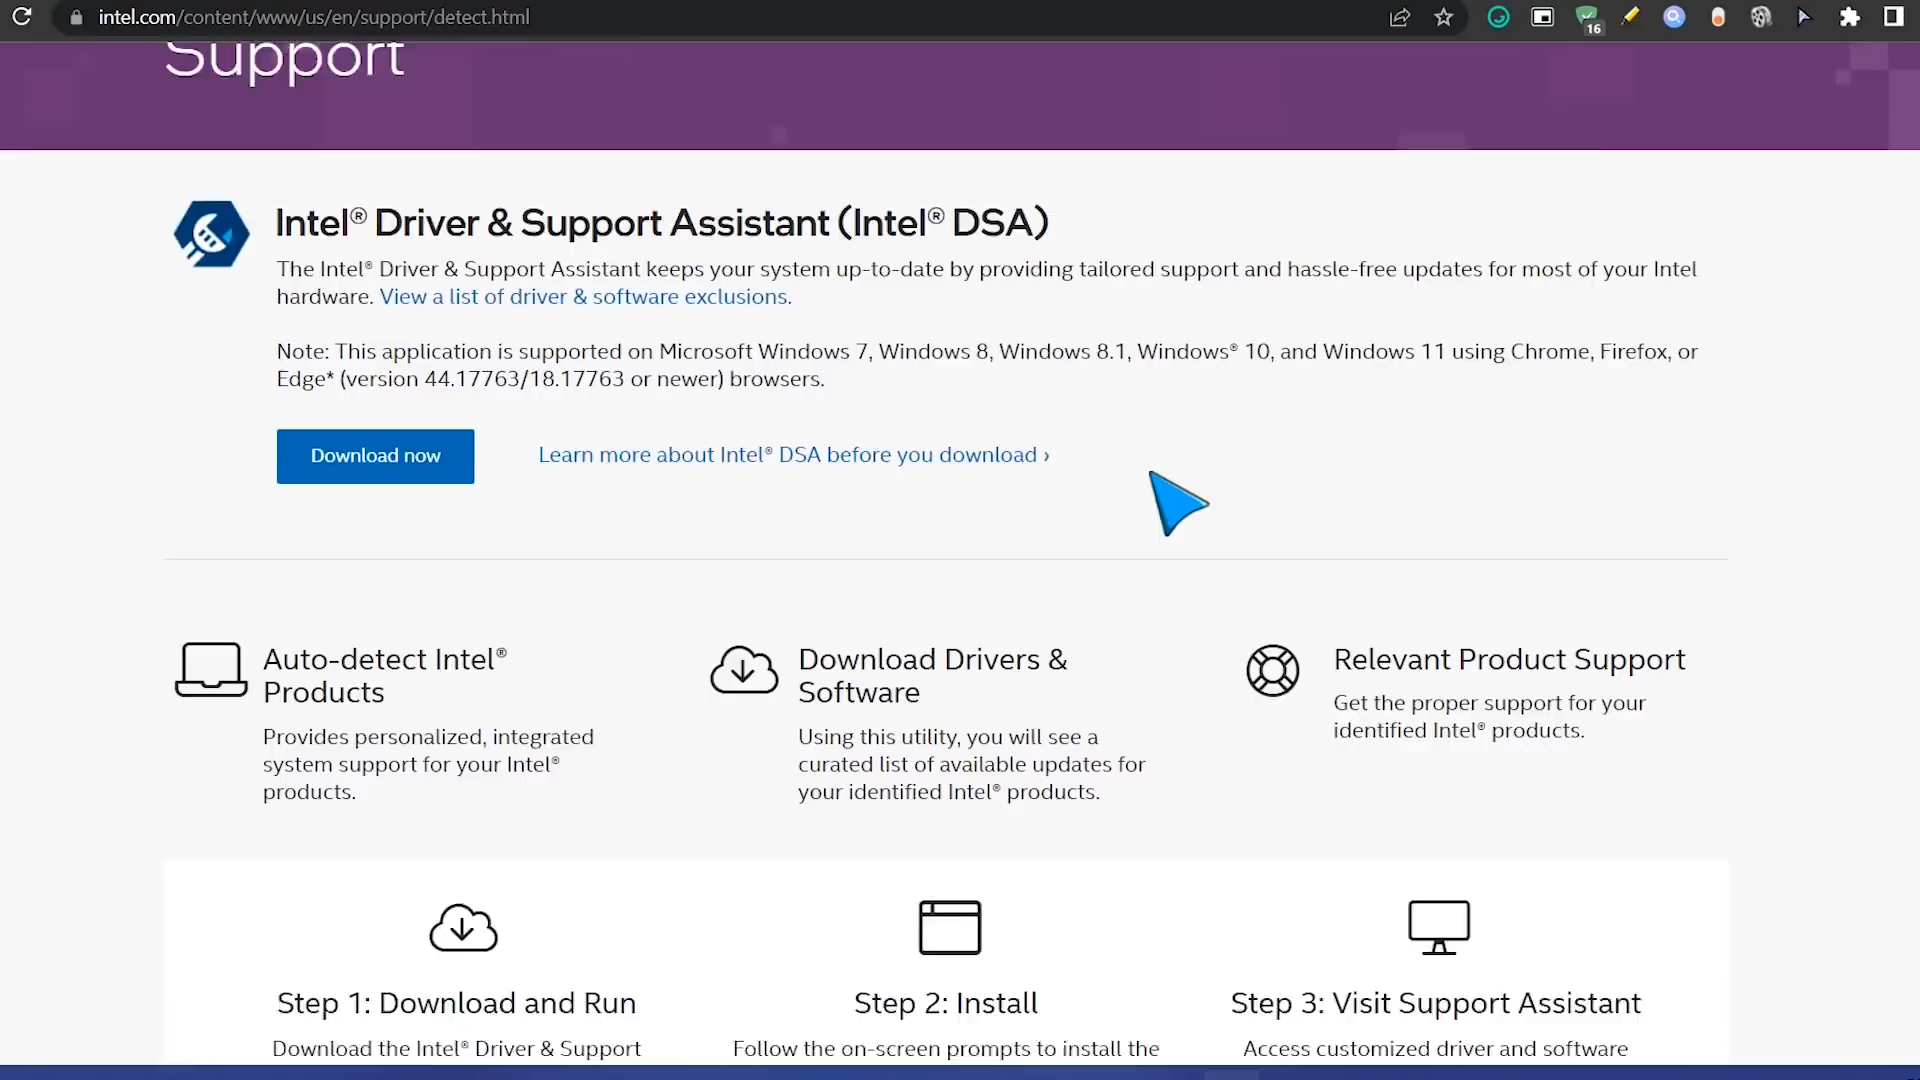 intel.com/content/www/us/en/support/detect.html
16
Support
Intel® Driver & Support Assistant (Intel® DSA)
The Intel® Driver & Support Assistant keeps your system up-to-date by providing tailored support and hassle-free updates for most of your Intel
hardware. View a list of driver & software exclusions.
Note: This application is supported on Microsoft Windows 7, Windows 8, Windows 8.1, Windows® 10, and Windows 11 using Chrome, Firefox, or
Edge* (version 44.17763/18.17763 or newer) browsers.
Download now
Learn more about Intel® DSA before you download ›
Auto-detect Intel®
Products
Provides personalized, integrated
system support for your Intel®
products.
Download Drivers &
Software
Using this utility, you will see a
curated list of available updates for
your identified Intel® products.
Relevant Product Support
Get the proper support for your
identified Intel® products.
Step 1: Download and Run
Download the Intel® Driver & Support
Step 2: Install
Follow the on-screen prompts to install the
Step 3: Visit Support Assistant
Access customized driver and software